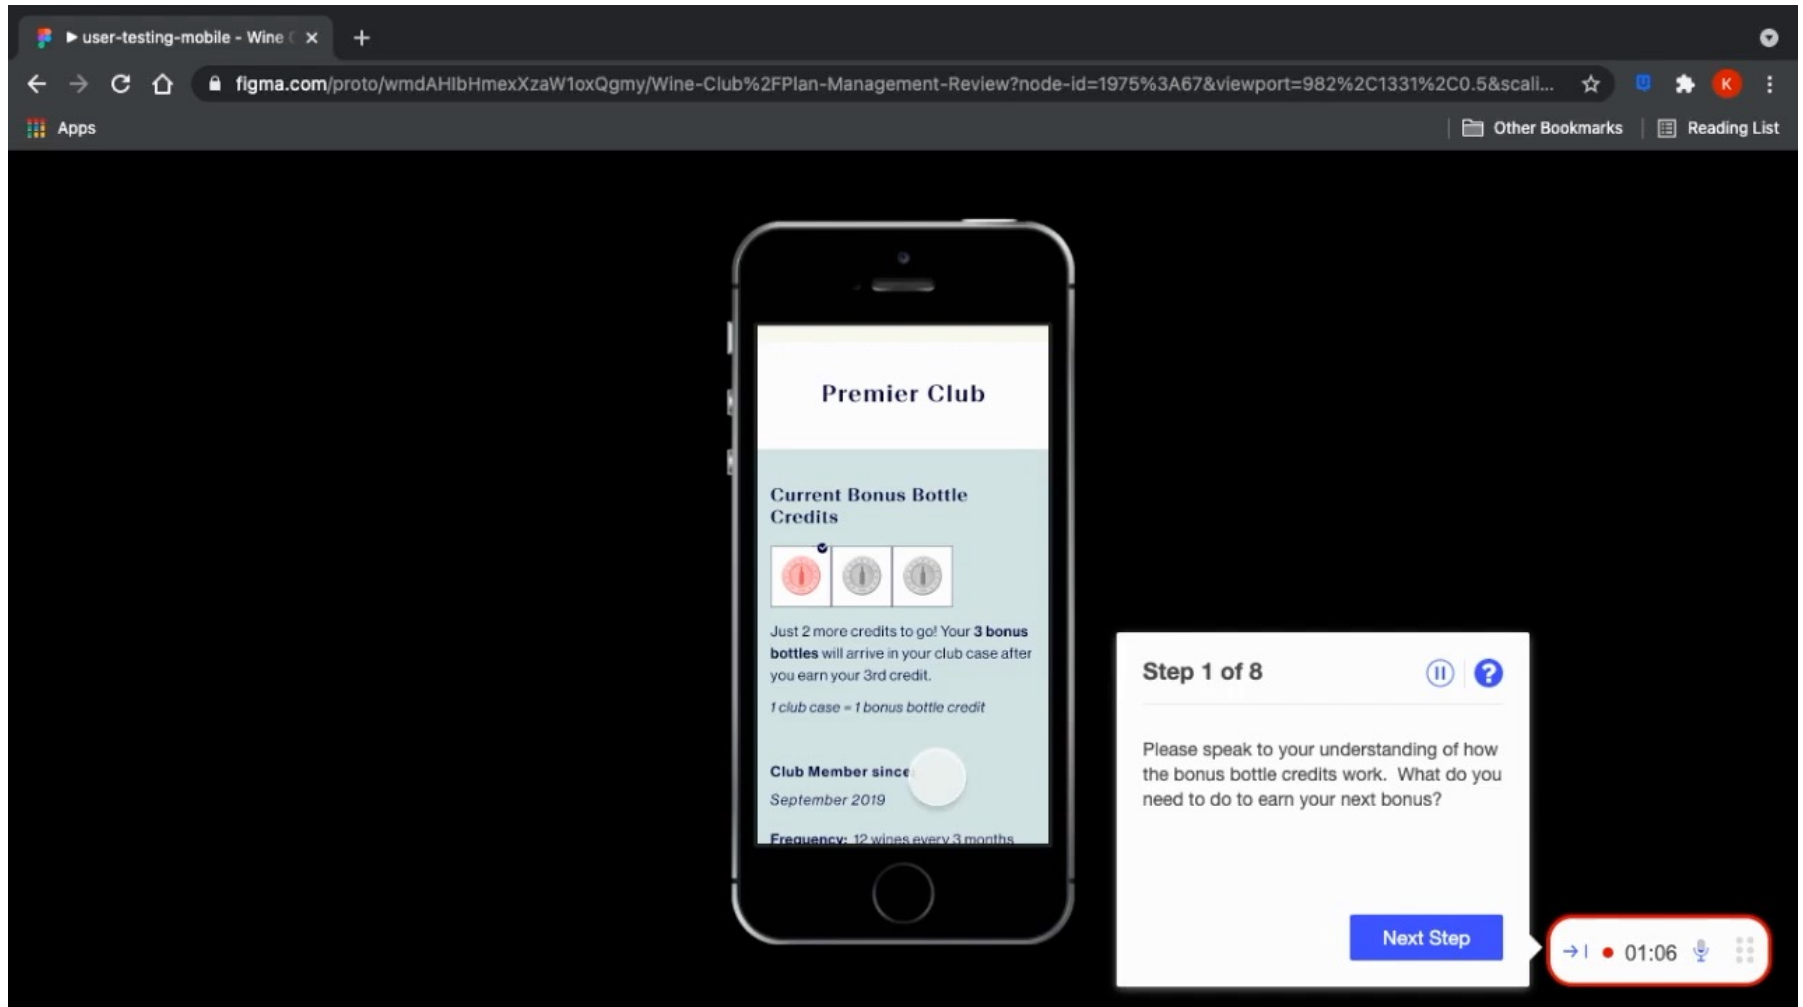 user-testing-mobile - Wine
figma.com/proto/wmdAHIbHmexXzaW1oxQgmy/Wine-Club%2FPlan-Management-Review?node-id=1975%3A67&viewport=982%2C1331%2C0.5&scali...
K
Apps
Other Bookmarks
Reading List
Premier Club
Current Bonus Bottle
Credits
Just 2 more credits to go! Your 3 bonus
bottles will arrive in your club case after
you earn your 3rd credit.
1 club case = 1 bonus bottle credit
Club Member since
September 2019
Frequency: 12 wines every 3 months
Step 1 of 8
?
Please speak to your understanding of how
the bonus bottle credits work. What do you
need to do to earn your next bonus?
Next Step
01:06